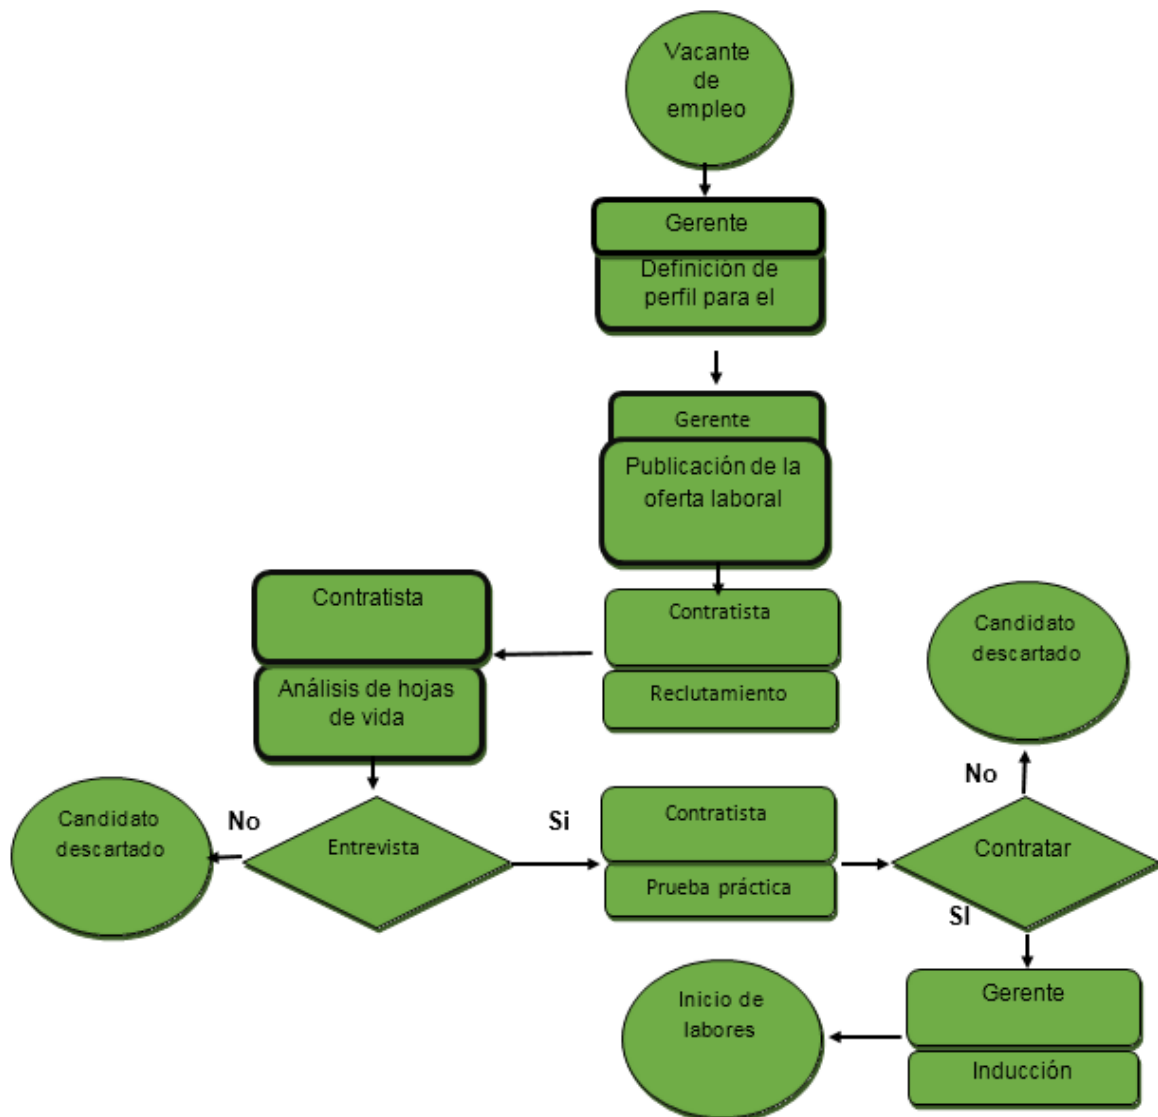 Vacante
de
empleo
Gerente
Definición de
perfil para el
Gerente
Publicación de la
oferta laboral
Contratista
Reclutamiento
Contratista
Análisis de hojas
de vida
Candidato
descartado
No
Entrevista
Si
Contratista
Prueba práctica
Contratar
No
Candidato
descartado
SI
Gerente
Inducción
Inicio de
labores